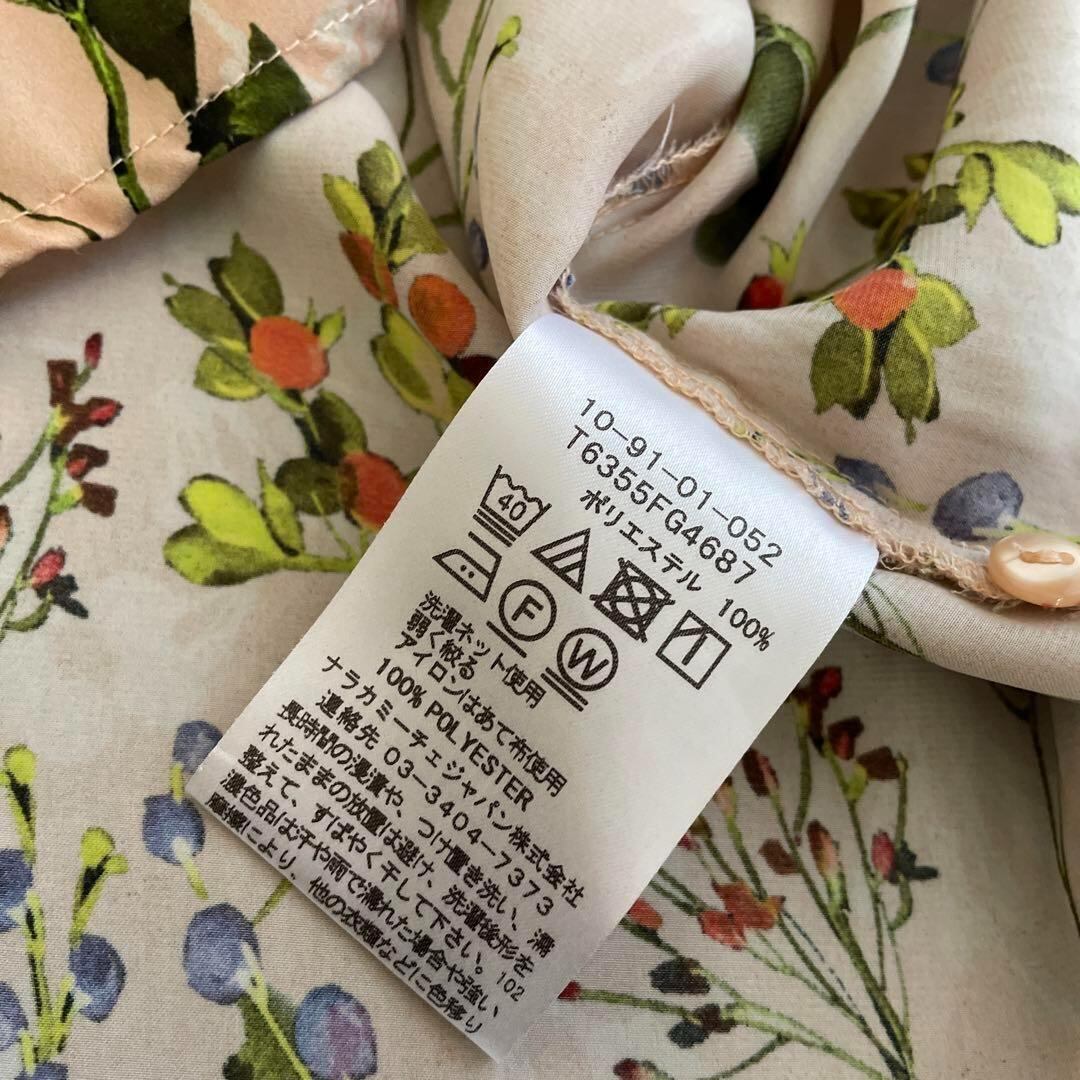 10-91-01-052
T6355FG4687
ポリエステル 100%
40
F W
洗濯ネット使用
弱く絞る
アイロンはあて布使用
100% POLYESTER
ナラカミーチェジャパン株式会社
連絡先 03-3404-7373
長時間の浸漬や、つけ置き洗い、濡
れたままの放置は避け、洗濯後形を
整えて、すばやく干して下さい。102
濃色品は汗や雨で濡れた場合や強い
摩擦により、他の衣類などに色移り